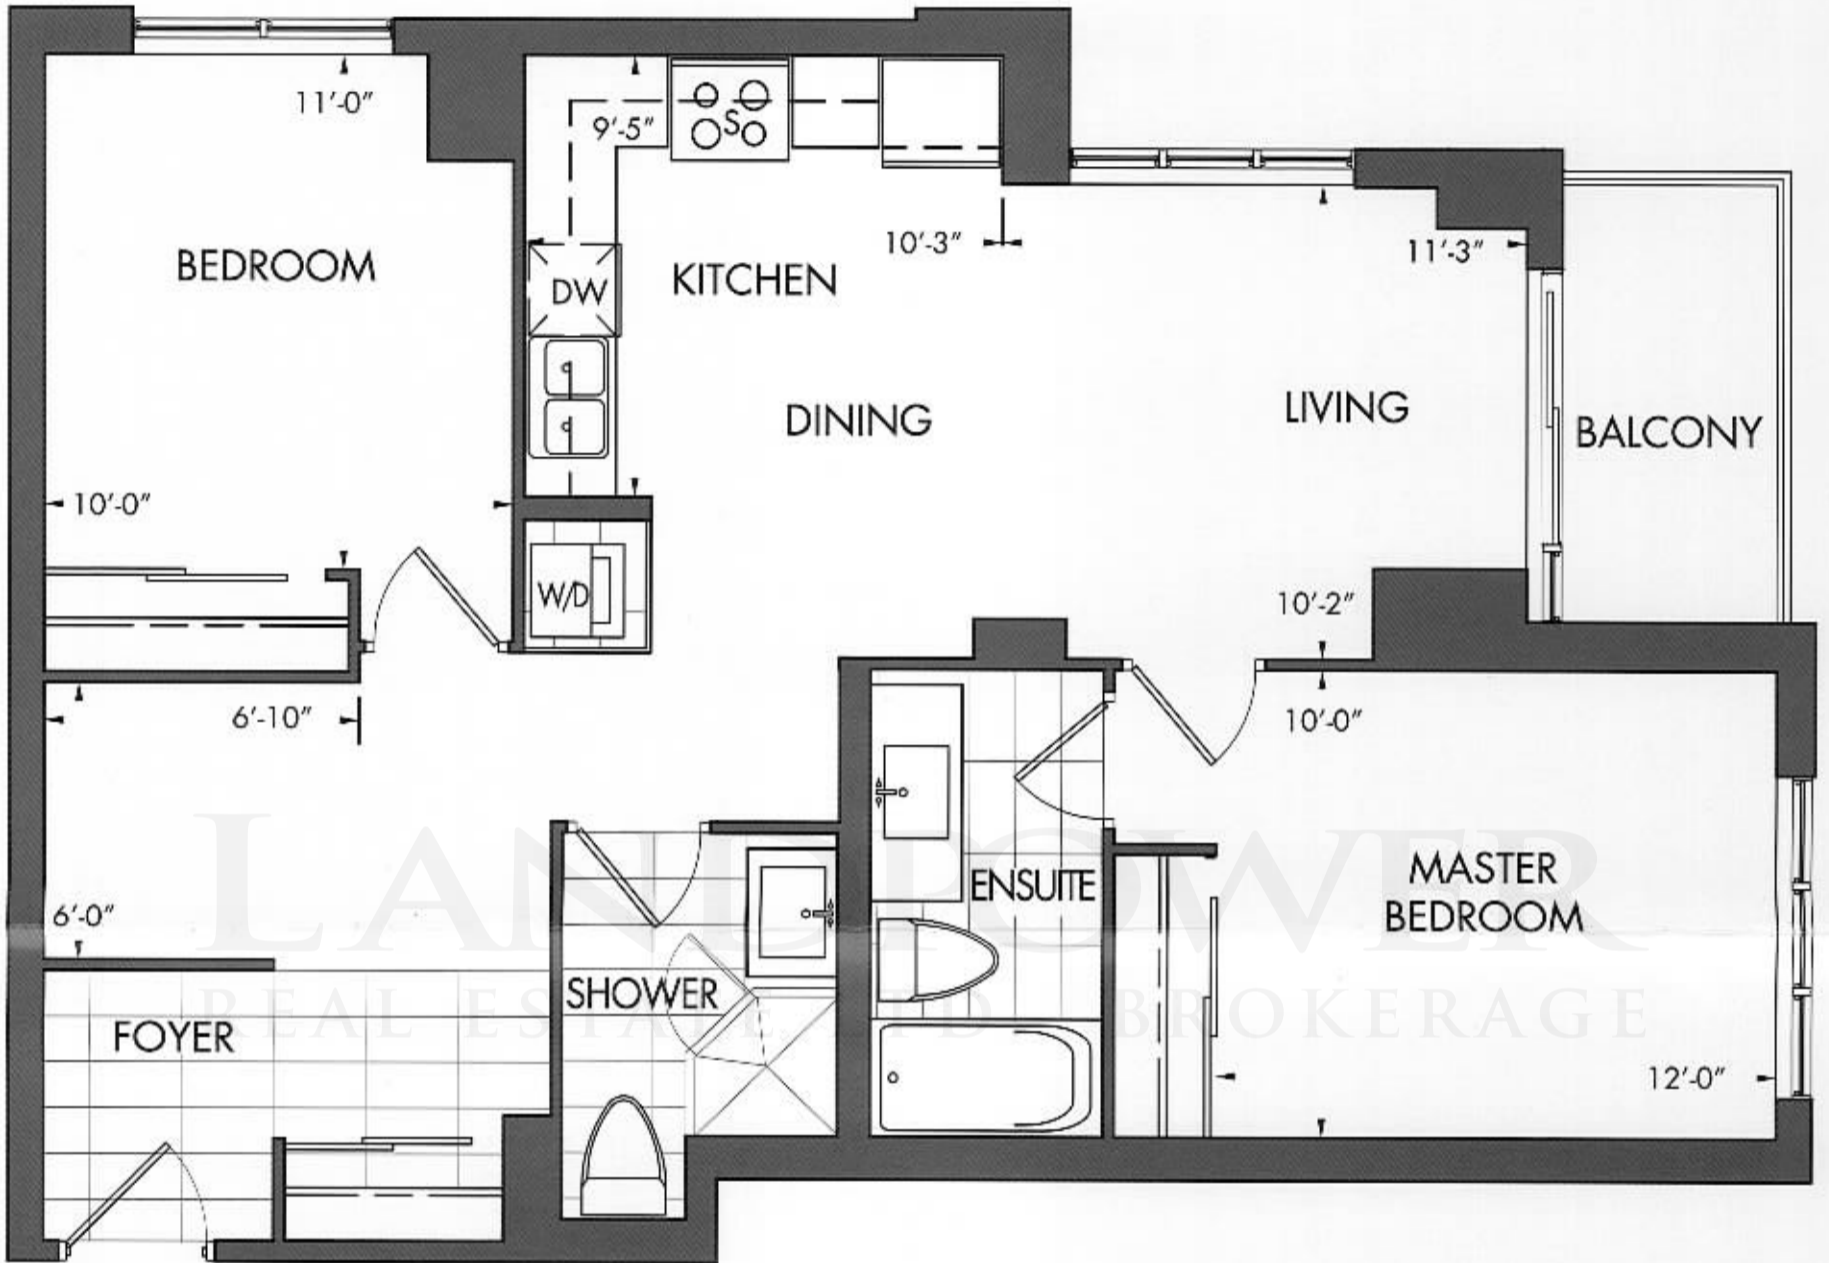 11'-0"
9'-5"
S
BEDROOM
10'-3"
11'-3"
DW
KITCHEN
DINING
LIVING
BALCONY
10'-0"
W/D
10'-2"
6'-10"
10'-0"
LANDPOWER
MASTER
BEDROOM
6'-0"
ENSUITE
SHOWER
REAL ESTATE LTD BROKERAGE
FOYER
12'-0"